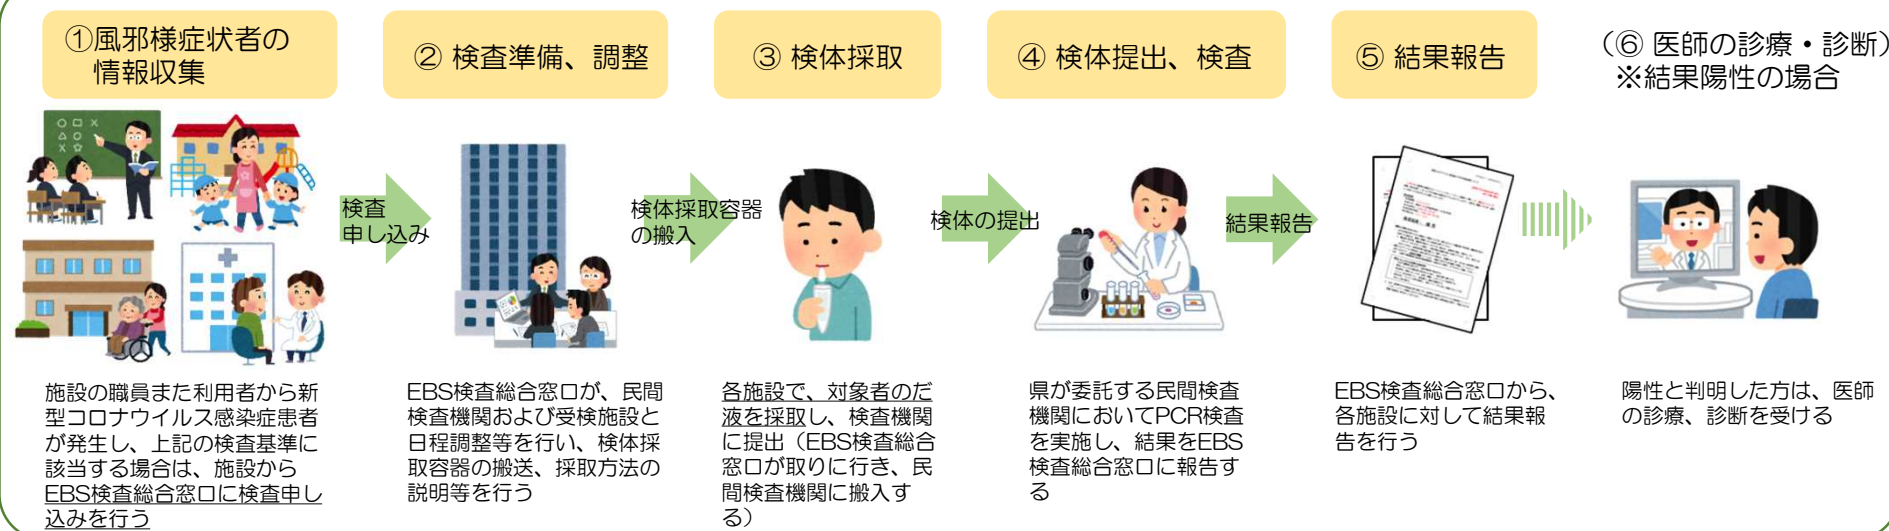 ①風邪様症状者の
情報収集
② 検査準備、調整
③ 検体採取
④ 検体提出、検査
⑤ 結果報告
（⑥ 医師の診療・診断）
※結果陽性の場合
検査
申し込み
検体採取容器
の搬入
検体の提出
結果報告
施設の職員また利用者から新
型コロナウイルス感染症患者
が発生し、上記の検査基準に
該当する場合は、施設から
EBS検査総合窓口に検査申し
込みを行う
EBS検査総合窓口が、民間
検査機関および受検施設と
日程調整等を行い、検体採
取容器の搬送、採取方法の
説明等を行う
各施設で、対象者のだ
液を採取し、検査機関
に提出（EBS検査総合
窓口が取りに行き、民
間検査機関に搬入す
る）
県が委託する民間検査
機関においてPCR検査
を実施し、結果をEBS
検査総合窓口に報告す
る
EBS検査総合窓口から、
各施設に対して結果報
告を行う
陽性と判明した方は、医師
の診療、診断を受ける